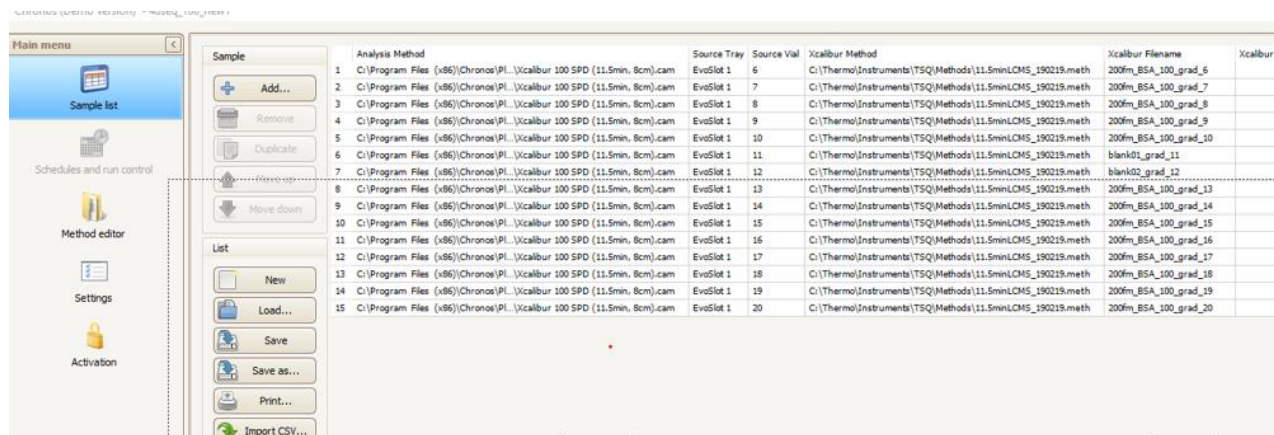 Chronos (Demo version) - 48seq_100_new1
Main menu
Sample list
Schedules and run control
Method editor
Settings
Activation
Sample
Add...
Remove
Duplicate
Move up
Move down
List
New
Load...
Save
Save as...
Print...
Import CSV...
Analysis Method Source Tray Source Vial Xcalibur Method Xcalibur Filename Xcalibur
1 C:\Program Files (x86)\Chronos\Pl...\Xcalibur 100 SPD (11.5min, 8cm).cam EvoSlot 1 6 C:\Thermo\Instruments\TSQ\Methods\11.5minLCMS_190219.meth 200fm_BSA_100_grad_6
2 C:\Program Files (x86)\Chronos\Pl...\Xcalibur 100 SPD (11.5min, 8cm).cam EvoSlot 1 7 C:\Thermo\Instruments\TSQ\Methods\11.5minLCMS_190219.meth 200fm_BSA_100_grad_7
3 C:\Program Files (x86)\Chronos\Pl...\Xcalibur 100 SPD (11.5min, 8cm).cam EvoSlot 1 8 C:\Thermo\Instruments\TSQ\Methods\11.5minLCMS_190219.meth 200fm_BSA_100_grad_8
4 C:\Program Files (x86)\Chronos\Pl...\Xcalibur 100 SPD (11.5min, 8cm).cam EvoSlot 1 9 C:\Thermo\Instruments\TSQ\Methods\11.5minLCMS_190219.meth 200fm_BSA_100_grad_9
5 C:\Program Files (x86)\Chronos\Pl...\Xcalibur 100 SPD (11.5min, 8cm).cam EvoSlot 1 10 C:\Thermo\Instruments\TSQ\Methods\11.5minLCMS_190219.meth 200fm_BSA_100_grad_10
6 C:\Program Files (x86)\Chronos\Pl...\Xcalibur 100 SPD (11.5min, 8cm).cam EvoSlot 1 11 C:\Thermo\Instruments\TSQ\Methods\11.5minLCMS_190219.meth blank01_grad_11
7 C:\Program Files (x86)\Chronos\Pl...\Xcalibur 100 SPD (11.5min, 8cm).cam EvoSlot 1 12 C:\Thermo\Instruments\TSQ\Methods\11.5minLCMS_190219.meth blank02_grad_12
8 C:\Program Files (x86)\Chronos\Pl...\Xcalibur 100 SPD (11.5min, 8cm).cam EvoSlot 1 13 C:\Thermo\Instruments\TSQ\Methods\11.5minLCMS_190219.meth 200fm_BSA_100_grad_13
9 C:\Program Files (x86)\Chronos\Pl...\Xcalibur 100 SPD (11.5min, 8cm).cam EvoSlot 1 14 C:\Thermo\Instruments\TSQ\Methods\11.5minLCMS_190219.meth 200fm_BSA_100_grad_14
10 C:\Program Files (x86)\Chronos\Pl...\Xcalibur 100 SPD (11.5min, 8cm).cam EvoSlot 1 15 C:\Thermo\Instruments\TSQ\Methods\11.5minLCMS_190219.meth 200fm_BSA_100_grad_15
11 C:\Program Files (x86)\Chronos\Pl...\Xcalibur 100 SPD (11.5min, 8cm).cam EvoSlot 1 16 C:\Thermo\Instruments\TSQ\Methods\11.5minLCMS_190219.meth 200fm_BSA_100_grad_16
12 C:\Program Files (x86)\Chronos\Pl...\Xcalibur 100 SPD (11.5min, 8cm).cam EvoSlot 1 17 C:\Thermo\Instruments\TSQ\Methods\11.5minLCMS_190219.meth 200fm_BSA_100_grad_17
13 C:\Program Files (x86)\Chronos\Pl...\Xcalibur 100 SPD (11.5min, 8cm).cam EvoSlot 1 18 C:\Thermo\Instruments\TSQ\Methods\11.5minLCMS_190219.meth 200fm_BSA_100_grad_18
14 C:\Program Files (x86)\Chronos\Pl...\Xcalibur 100 SPD (11.5min, 8cm).cam EvoSlot 1 19 C:\Thermo\Instruments\TSQ\Methods\11.5minLCMS_190219.meth 200fm_BSA_100_grad_19
15 C:\Program Files (x86)\Chronos\Pl...\Xcalibur 100 SPD (11.5min, 8cm).cam EvoSlot 1 20 C:\Thermo\Instruments\TSQ\Methods\11.5minLCMS_190219.meth 200fm_BSA_100_grad_20